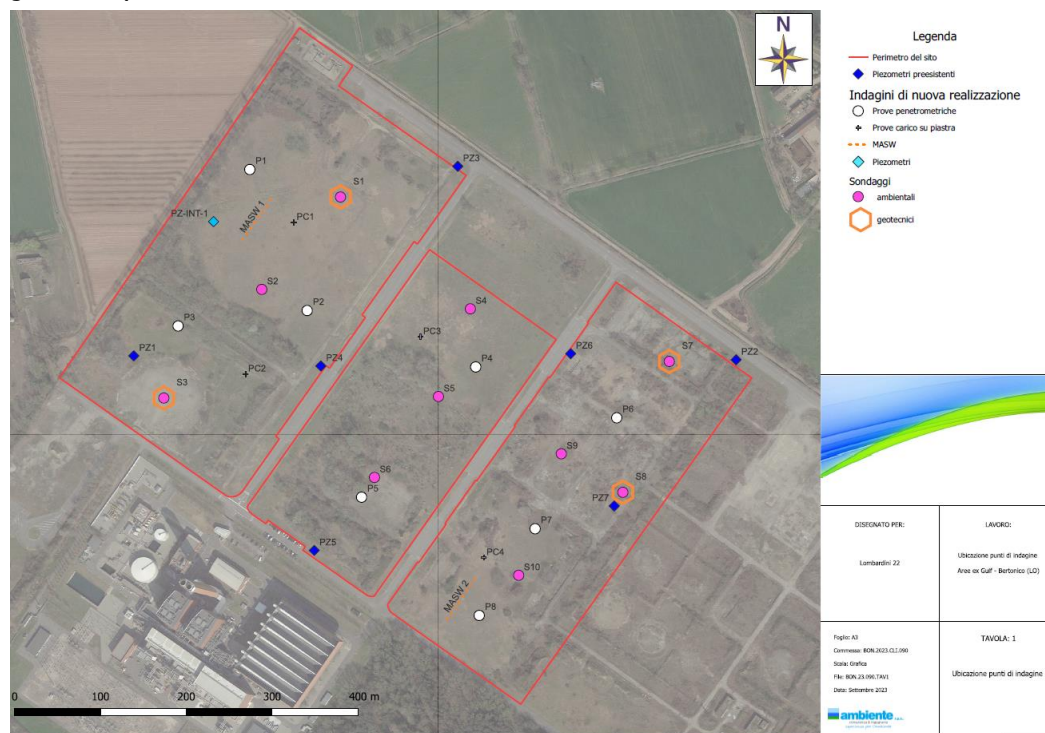 N
P1
S1
PZ3
PZ-INT-1
MASW 1
PC1
S2
P2
S4
P3
PC3
PZ1
PZ4
P4
PZ6
PZ2
S7
PC2
S3
S5
P6
S9
S6
P5
S8
PZ7
P7
PZ5
PC4
S10
MASW 2
P8
0 100 200 300 400 m
Legenda
Perimetro del sito
Piezometri preesistenti
Indagini di nuova realizzazione
Prove penetrometriche
Prove carico su piastra
MASW
Piezometri
Sondaggi
ambientali
geotecnici
DISEGNATO PER:
Lombardini 22
LAVORO:
Ubicazione punti di indagine
Aree ex Gulf - Bertonico (LO)
Foglio: A3
Commessa: BON.2023.CLI.090
Scala: Grafica
File: BON.23.090.TAV1
Data: Settembre 2023
TAVOLA: 1
Ubicazione punti di indagine
ambiente